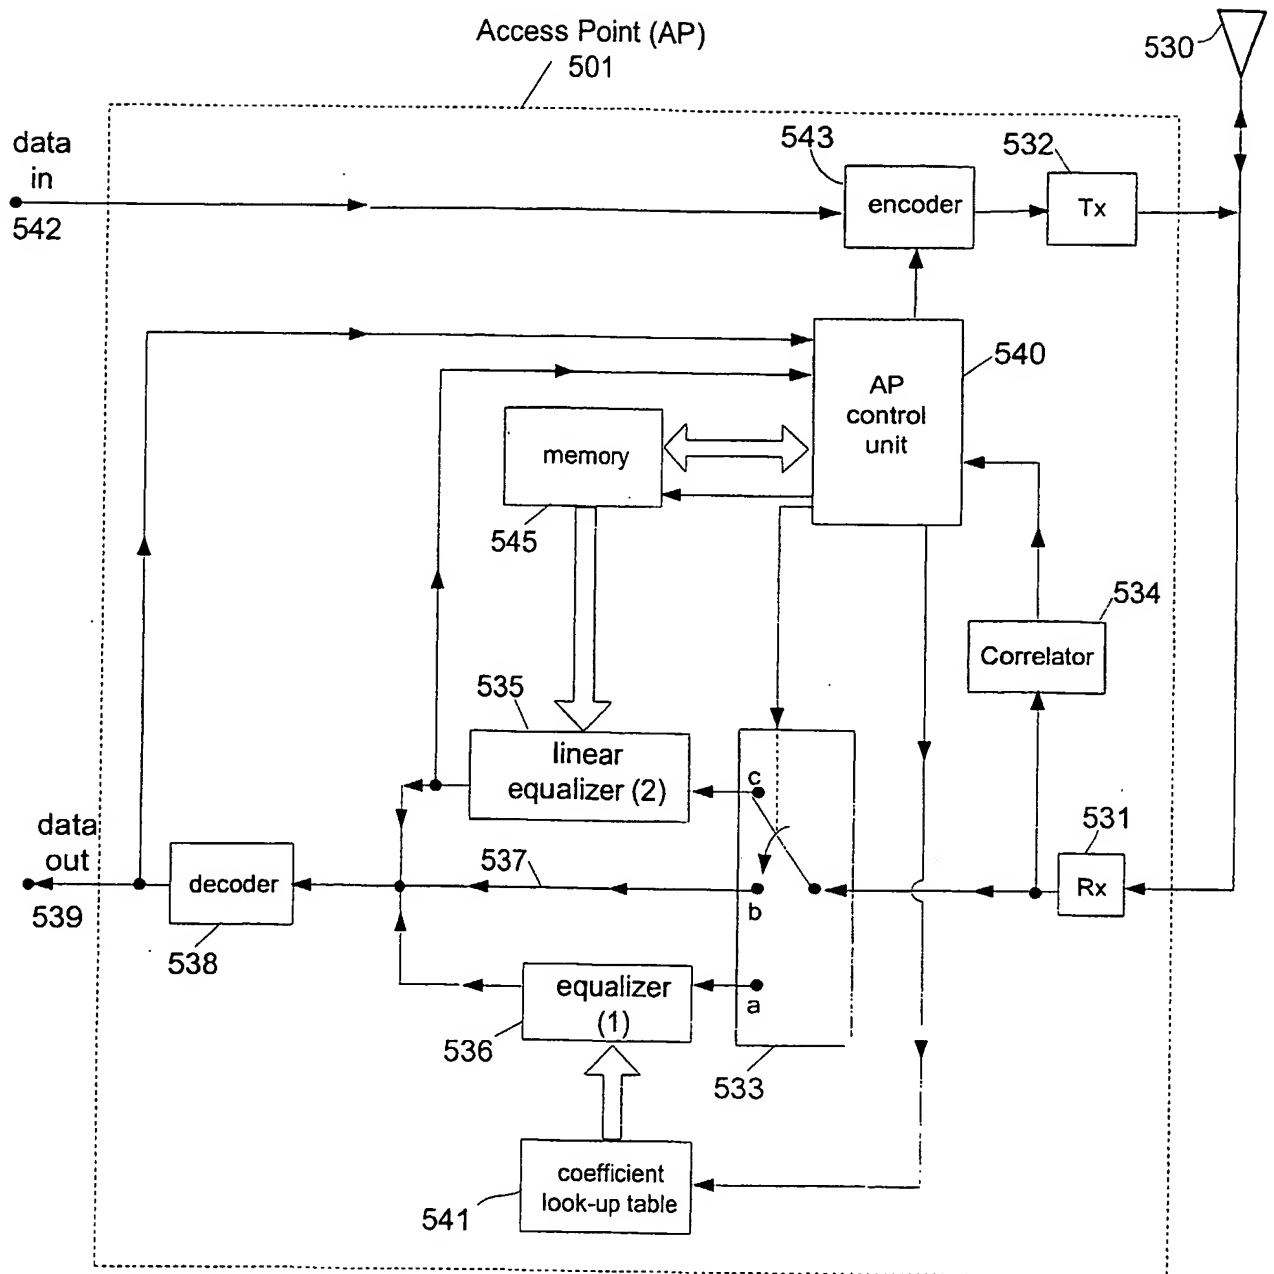 Access Point (AP)
501
530
data
in
542
543
532
encoder
Tx
540
AP
control
unit
memory
545
534
Correlator
535
linear
equalizer (2)
c
531
Rx
data
out
539
decoder
538
537
b
equalizer
(1)
536
a
533
coefficient
look-up table
541